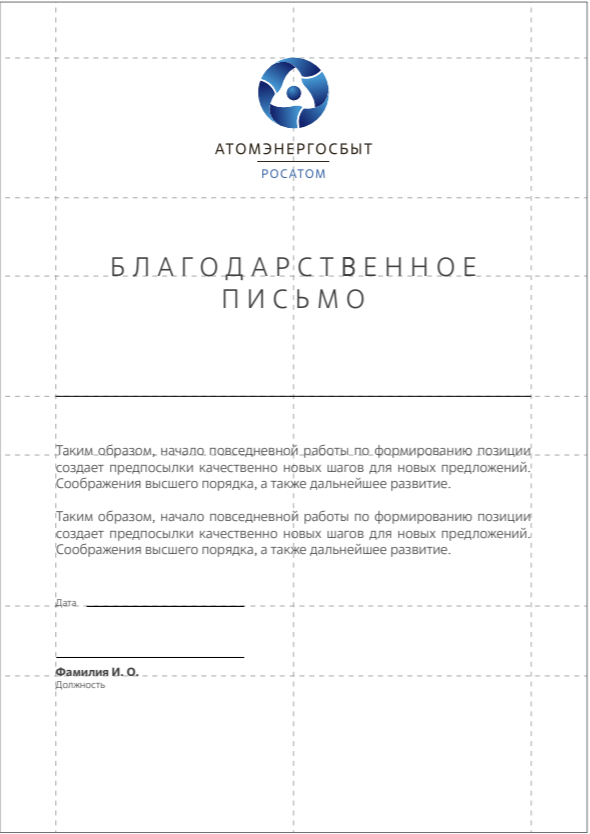 АТОМЭНЕРГОСБЫТ
РОСАТОМ
БЛАГОДАРСТВЕННОЕ
ПИСЬМО
Таким образом, начало повседневной работы по формированию позиции
создает предпосылки качественно новых шагов для новых предложений.
Соображения высшего порядка, а также дальнейшее развитие.
Таким образом, начало повседневной работы по формированию позиции
создает предпосылки качественно новых шагов для новых предложений.
Соображения высшего порядка, а также дальнейшее развитие.
Дата
Фамилия И. О.
Должность